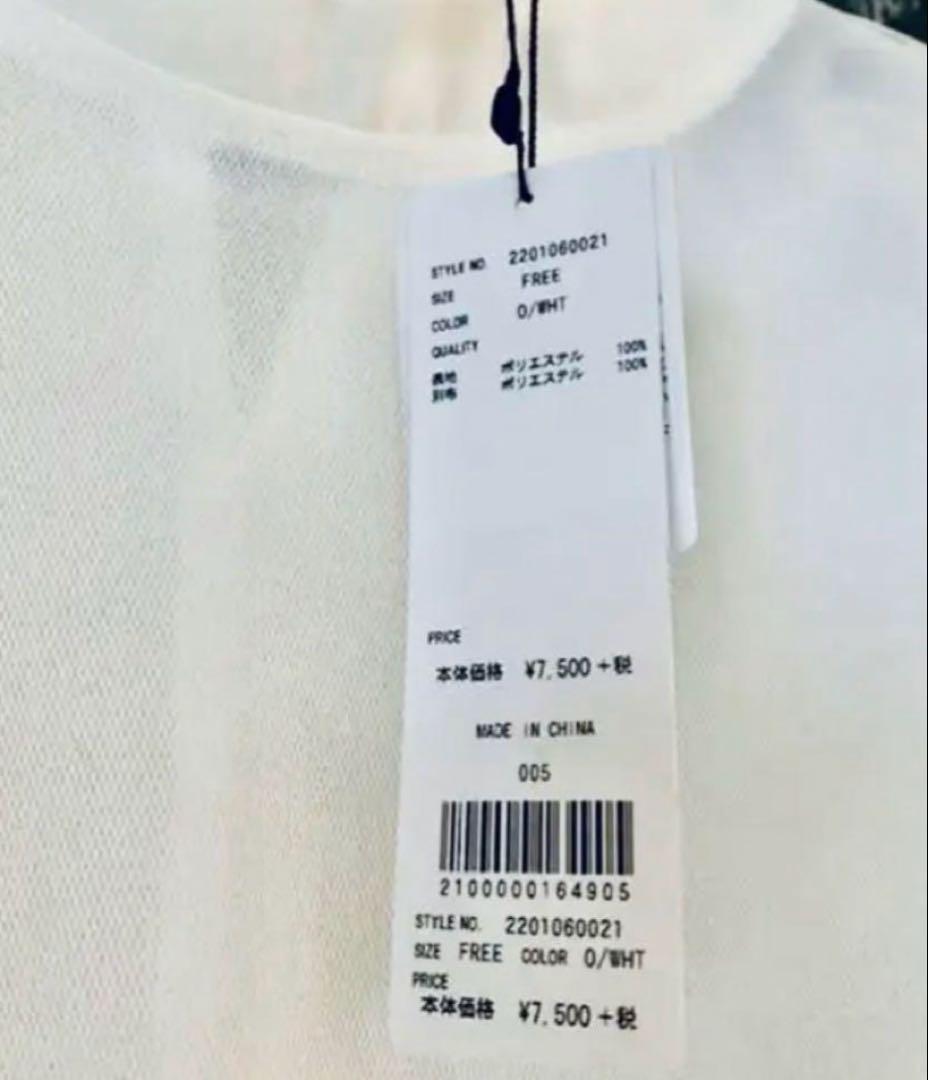 STYLE NO. 2201060021
SIZE FREE
COLOR O/WHT
QUALITY
表地 ポリエステル 100%
別布 ポリエステル 100%
PRICE
本体価格 ¥7,500+税
MADE IN CHINA
005
2100000164905
STYLE NO. 2201060021
SIZE FREE COLOR O/WHT
PRICE
本体価格 ¥7,500+税